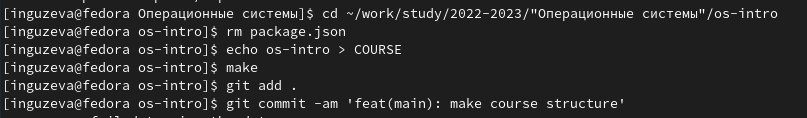 [inguzeva@fedora Операционные системы]$ cd ~/work/study/2022-2023/"Операционные системы"/os-intro
[inguzeva@fedora os-intro]$ rm package.json
[inguzeva@fedora os-intro]$ echo os-intro > COURSE
[inguzeva@fedora os-intro]$ make
[inguzeva@fedora os-intro]$ git add .
[inguzeva@fedora os-intro]$ git commit -am 'feat(main): make course structure'